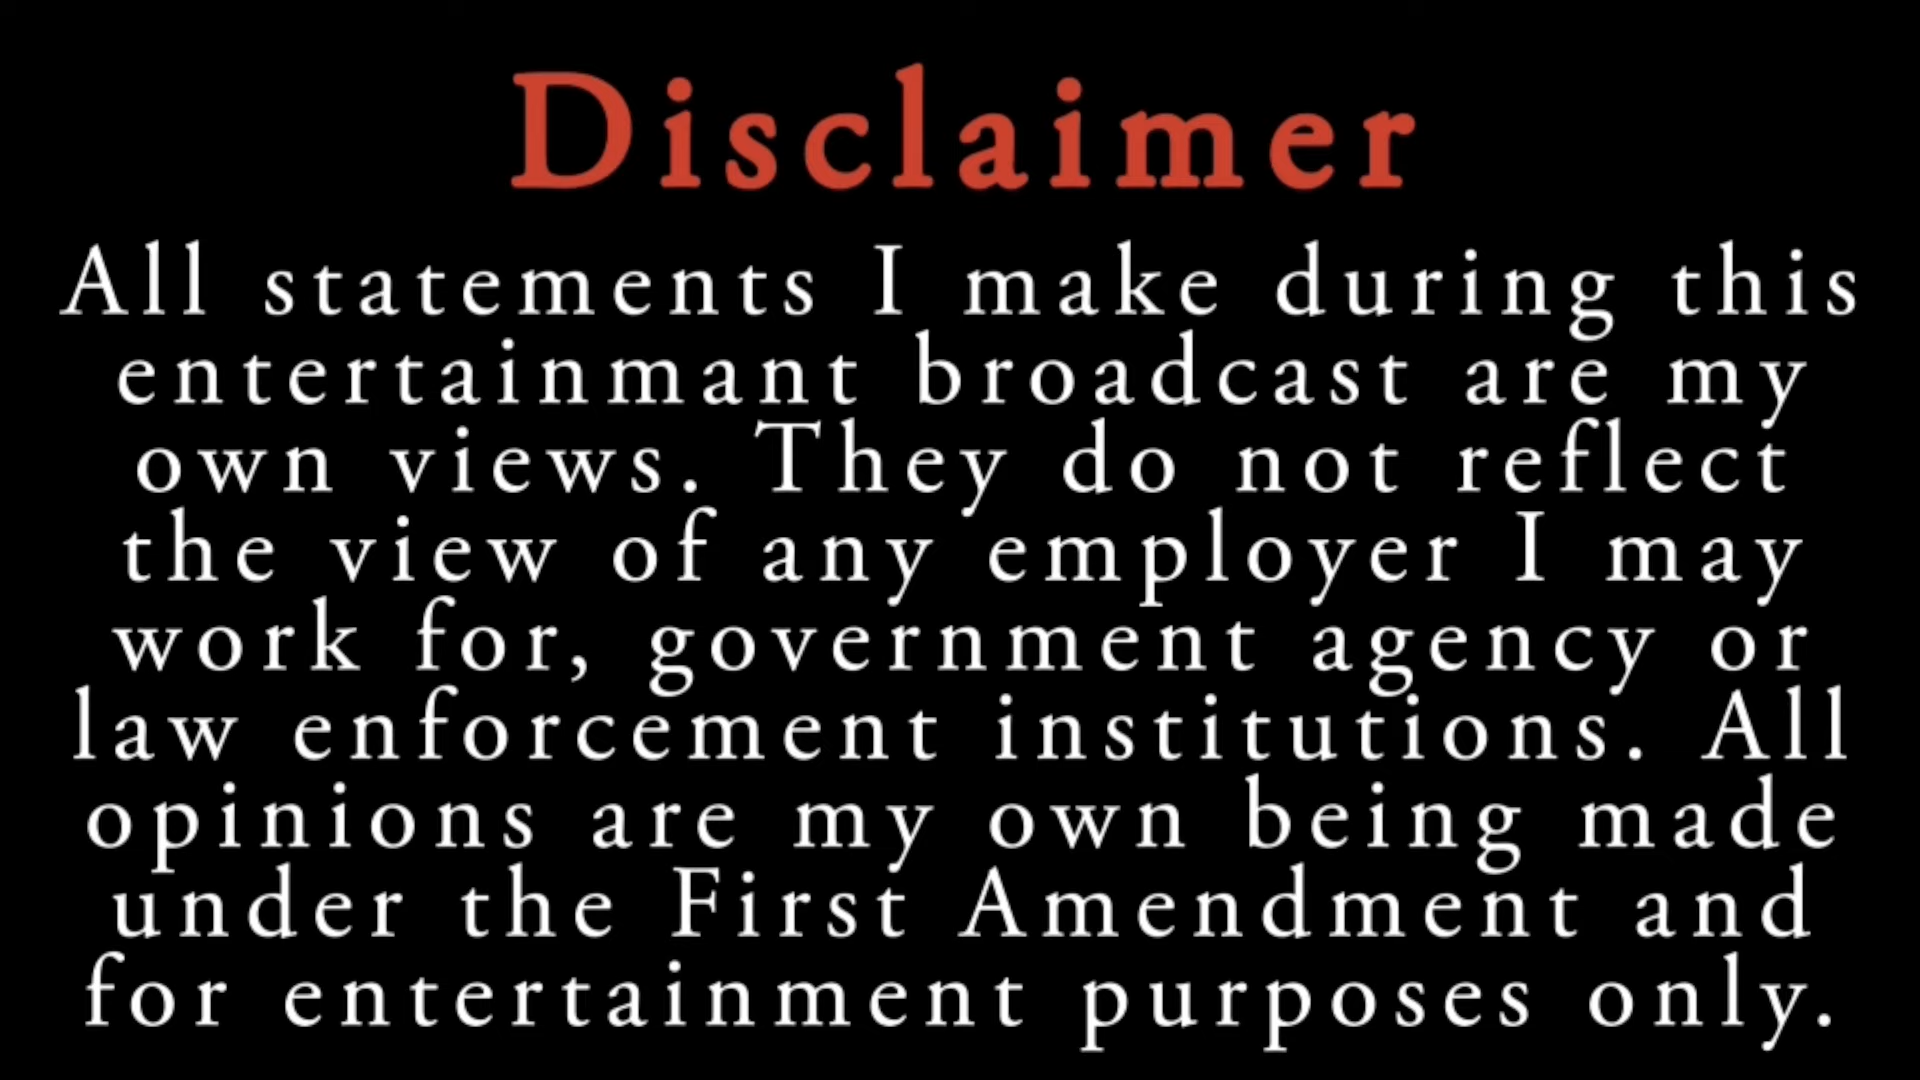 Disclaimer
All statements I make during this
entertainmant broadcast are my
own views. They do not reflect
the view of any employer I may
work for, government agency or
law enforcement institutions. All
opinions are my own being made
under the First Amendment and
for entertainment purposes only.